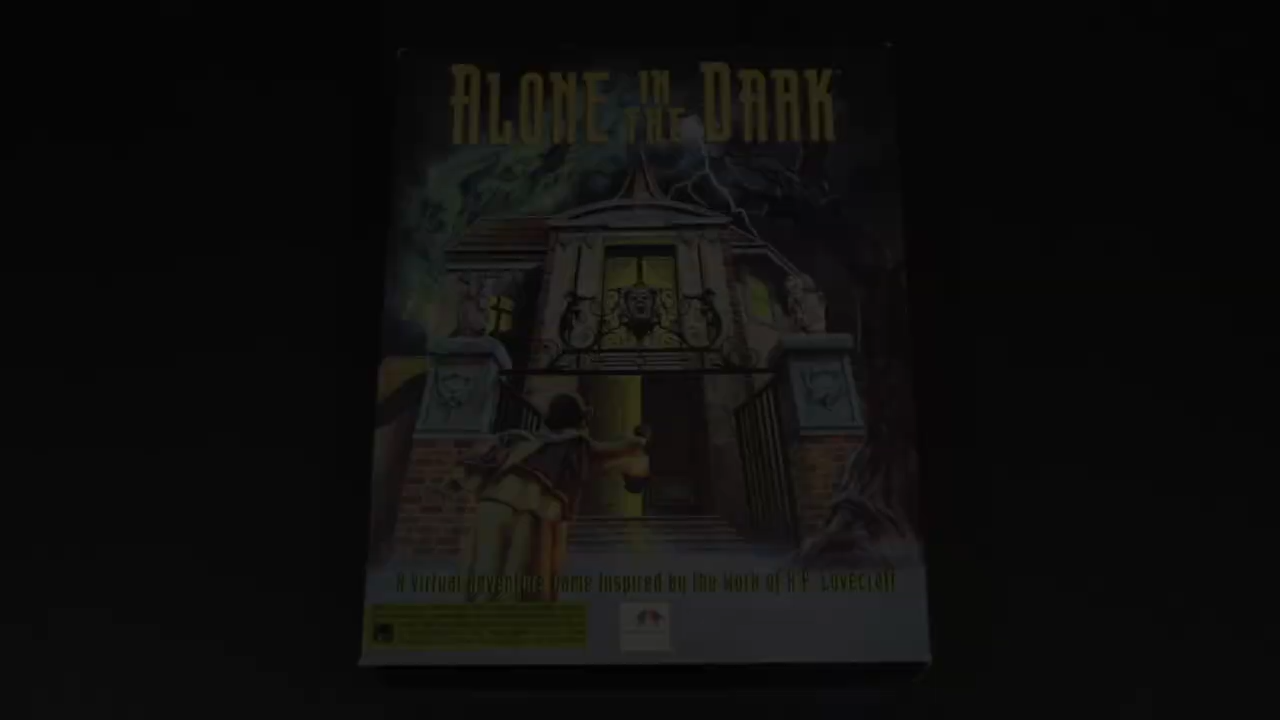 ALONE IN THE DARK
A Virtual Adventure Game Inspired by the Work of H.P. Lovecraft